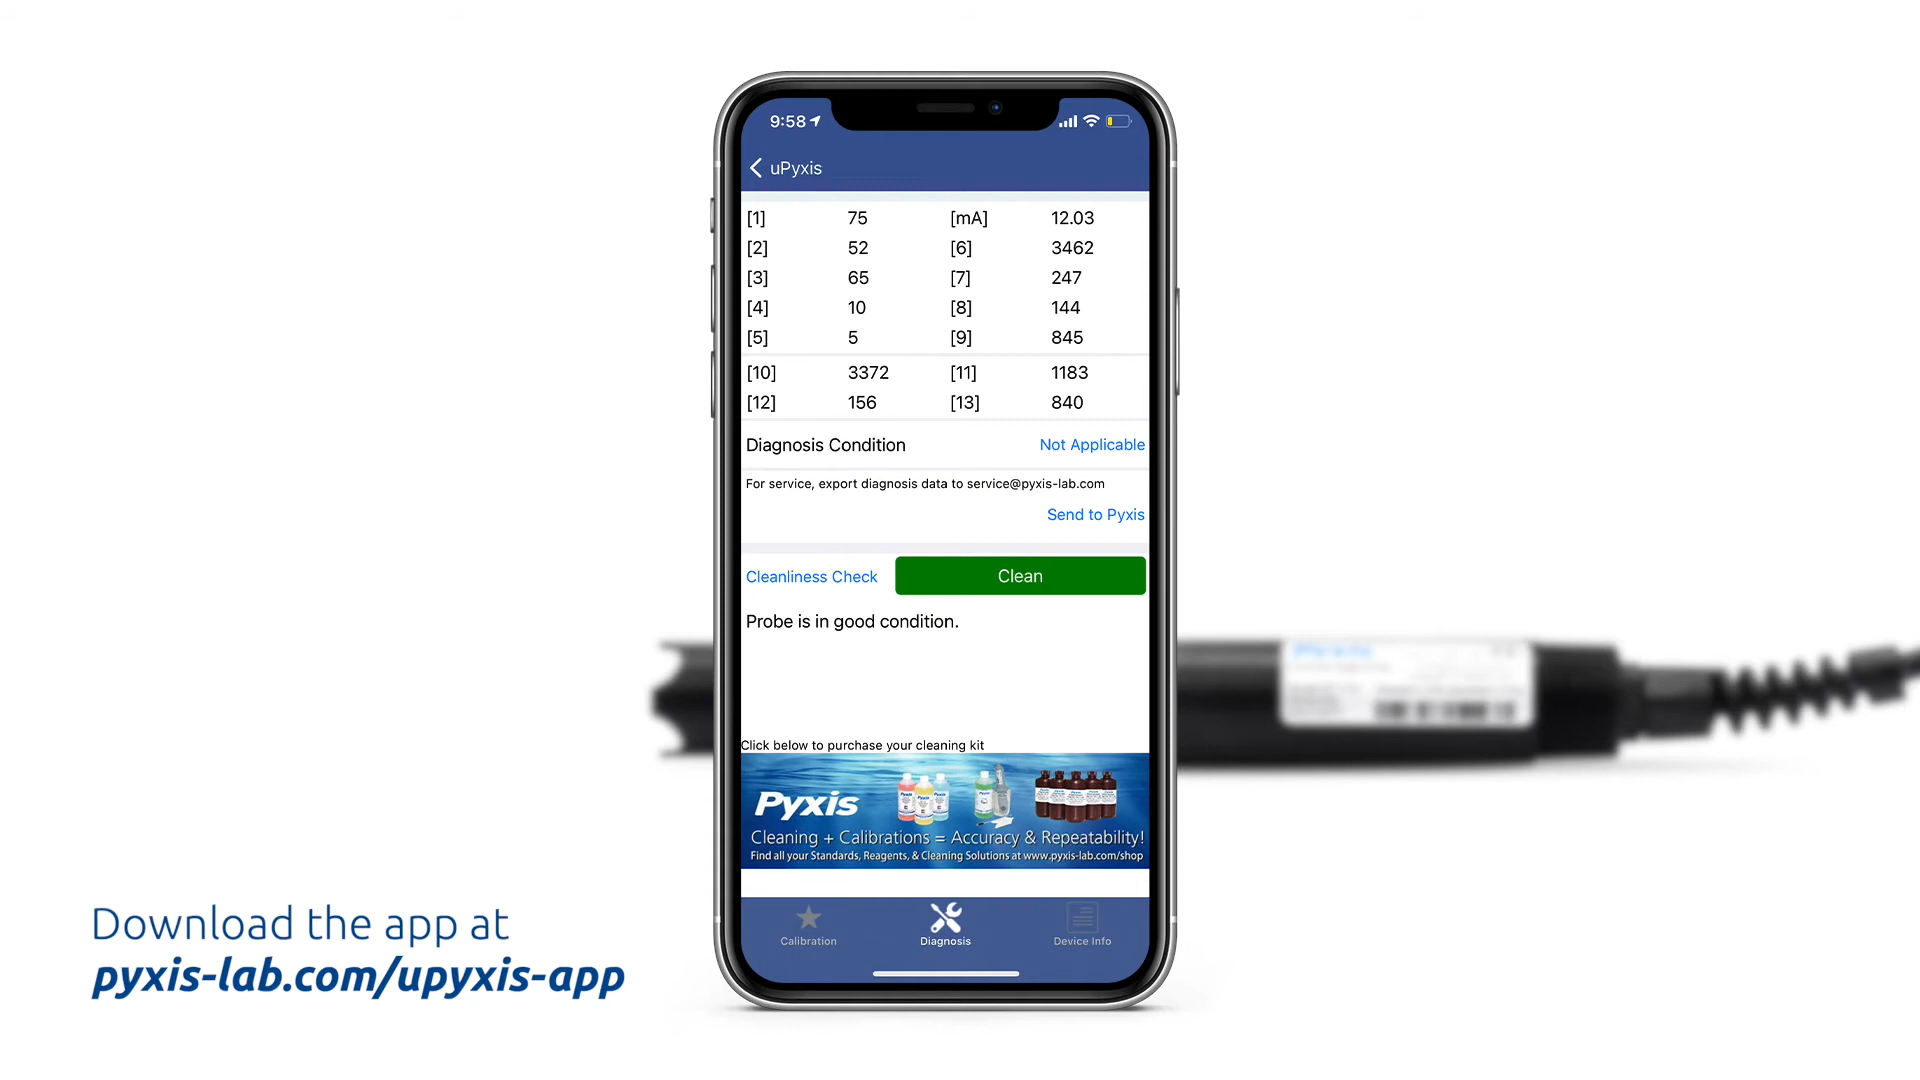 9:58
uPyxis
[1] 75 [mA] 12.03
[2] 52 [6] 3462
[3] 65 [7] 247
[4] 10 [8] 144
[5] 5 [9] 845
[10] 3372 [11] 1183
[12] 156 [13] 840
Diagnosis Condition Not Applicable
For service, export diagnosis data to service@pyxis-lab.com
Send to Pyxis
Cleanliness Check Clean
Probe is in good condition.
Click below to purchase your cleaning kit
Pyxis
Cleaning + Calibrations = Accuracy & Repeatability!
Find all your Standards, Reagents, & Cleaning Solutions at www.pyxis-lab.com/shop
Calibration Diagnosis Device Info
Download the app at
pyxis-lab.com/upyxis-app